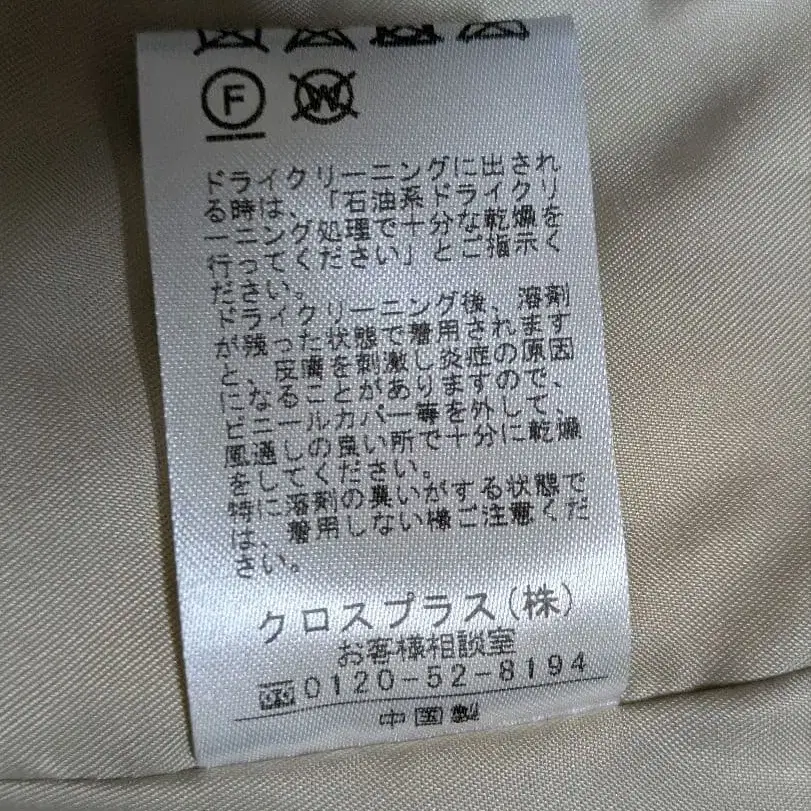 F
W
ドライクリーニングに出され
る時は、「石油系ドライクリ
ーニング処理で十分な乾燥を
行ってください」とご指示く
ださい。
ドライクリーニング後、溶剤
が残った状態で着用されます
と、皮膚を刺激し炎症の原因
になることがありますので、
ビニールカバー等を外して、
風通しの良い所で十分に乾燥
をしてください。
特に溶剤の臭いがする状態で
は、着用しない様ご注意くだ
さい。
クロスプラス(株)
お客様相談室
0120-52-8194
中国製